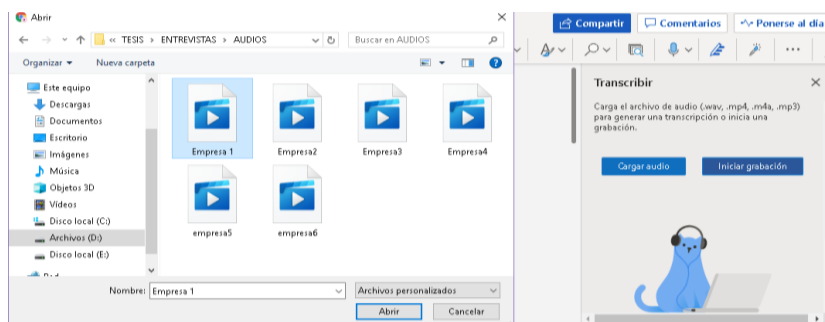 Abrir
« TESIS > ENTREVISTAS > AUDIOS
Buscar en AUDIOS
Organizar
Nueva carpeta
Este equipo
Descargas
Documentos
Escritorio
Imágenes
Música
Objetos 3D
Vídeos
Disco local (C:)
Archivos (D:)
Disco local (E:)
Empresa 1
Empresa2
Empresa3
Empresa4
empresa5
empresa6
Nombre: Empresa 1
Archivos personalizados
Abrir
Cancelar
Compartir
Comentarios
Ponerse al día
Transcribir
Carga el archivo de audio (.wav, .mp4, .m4a, .mp3)
para generar una transcripción o inicia una
grabación.
Cargar audio
Iniciar grabación